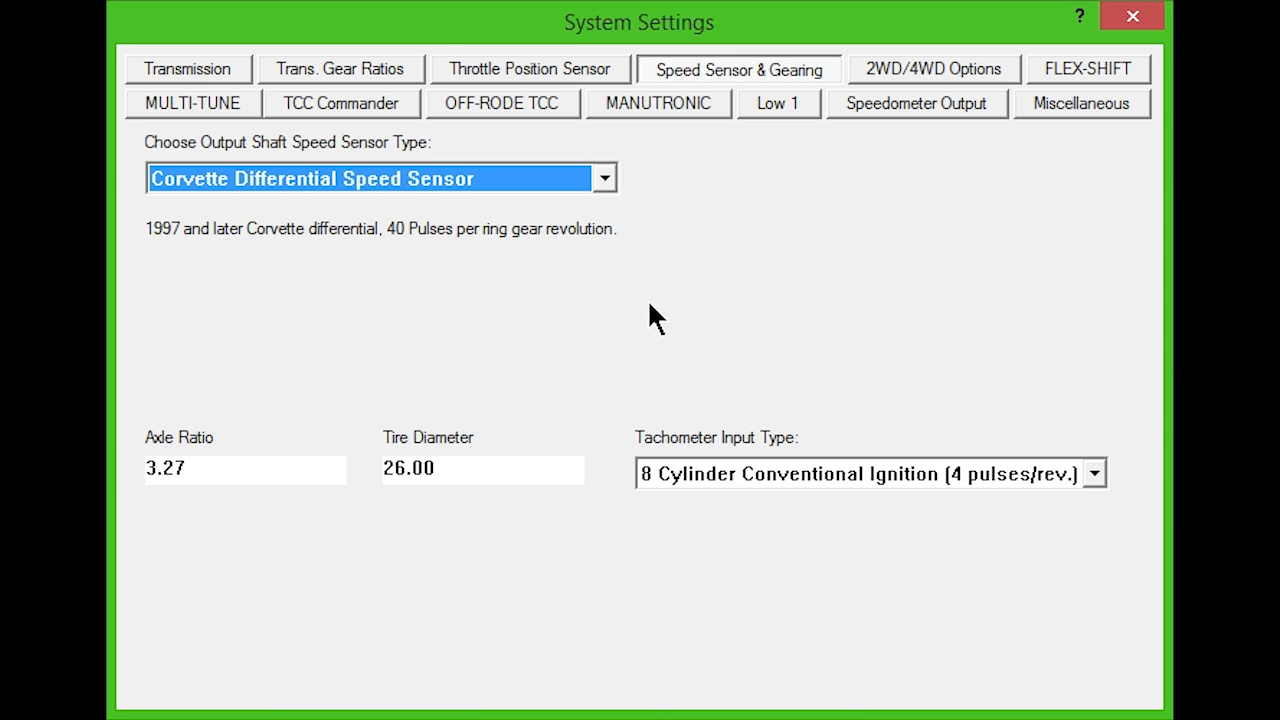 System Settings
?
Transmission Trans. Gear Ratios Throttle Position Sensor Speed Sensor & Gearing 2WD/4WD Options FLEX-SHIFT
MULTI-TUNE TCC Commander OFF-RODE TCC MANUTRONIC Low 1 Speedometer Output Miscellaneous
Choose Output Shaft Speed Sensor Type:
Corvette Differential Speed Sensor
1997 and later Corvette differential, 40 Pulses per ring gear revolution.
Axle Ratio Tire Diameter Tachometer Input Type:
3.27 26.00 8 Cylinder Conventional Ignition (4 pulses/rev.)